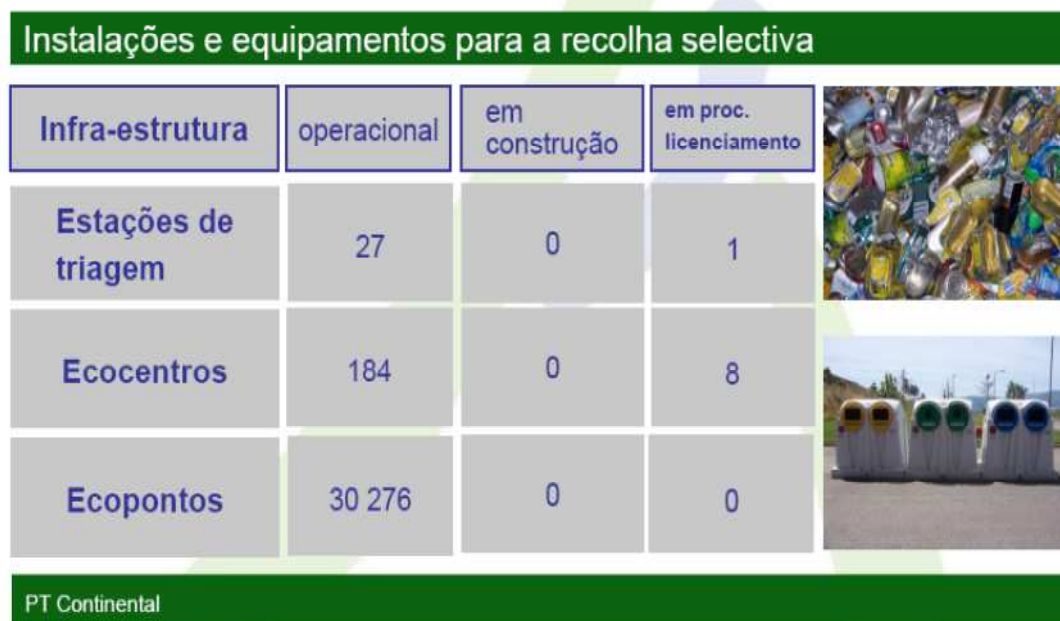 Instalações e equipamentos para a recolha selectiva
Infra-estrutura
operacional
em
construção
em proc.
licenciamento
Estações de
triagem
27
0
1
Ecocentros
184
0
8
Ecopontos
30 276
0
0
PT Continental